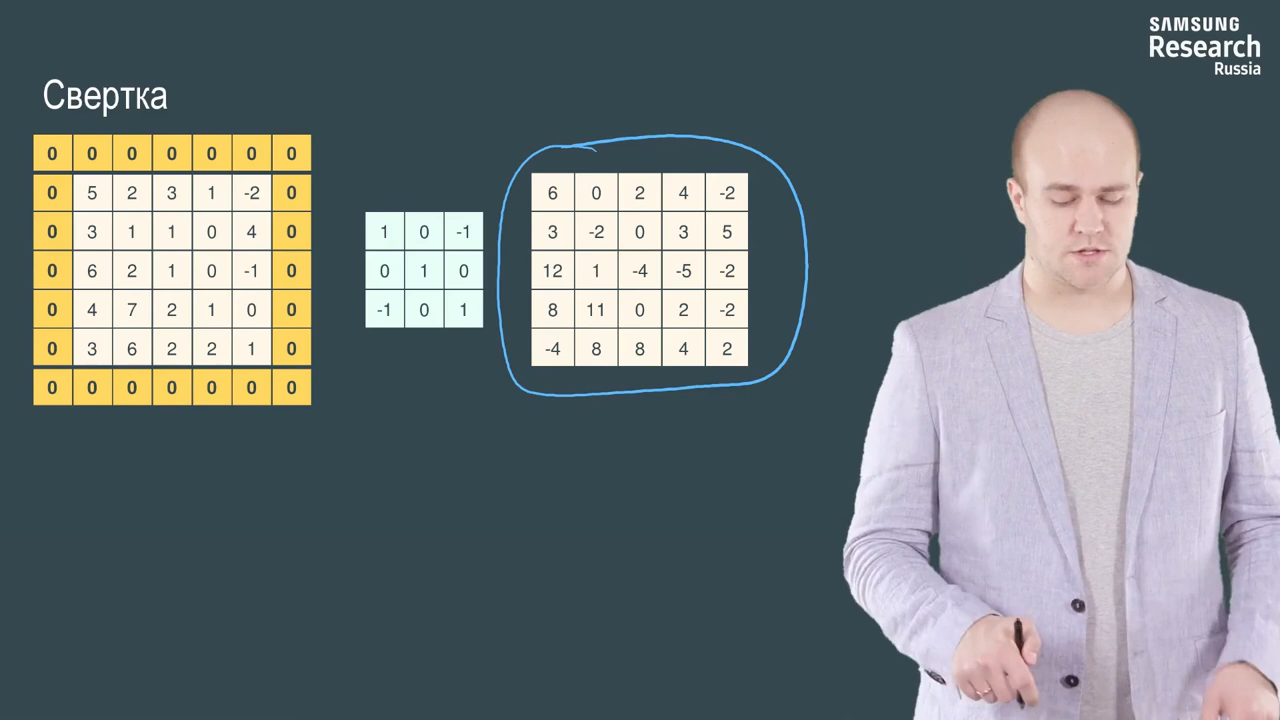 SAMSUNG
Research
Russia
Свертка
0 0 0 0 0 0 0
0 5 2 3 1 -2 0
0 3 1 1 0 4 0
0 6 2 1 0 -1 0
0 4 7 2 1 0 0
0 3 6 2 2 1 0
0 0 0 0 0 0 0
1 0 -1
0 1 0
-1 0 1
6 0 2 4 -2
3 -2 0 3 5
12 1 -4 -5 -2
8 11 0 2 -2
-4 8 8 4 2